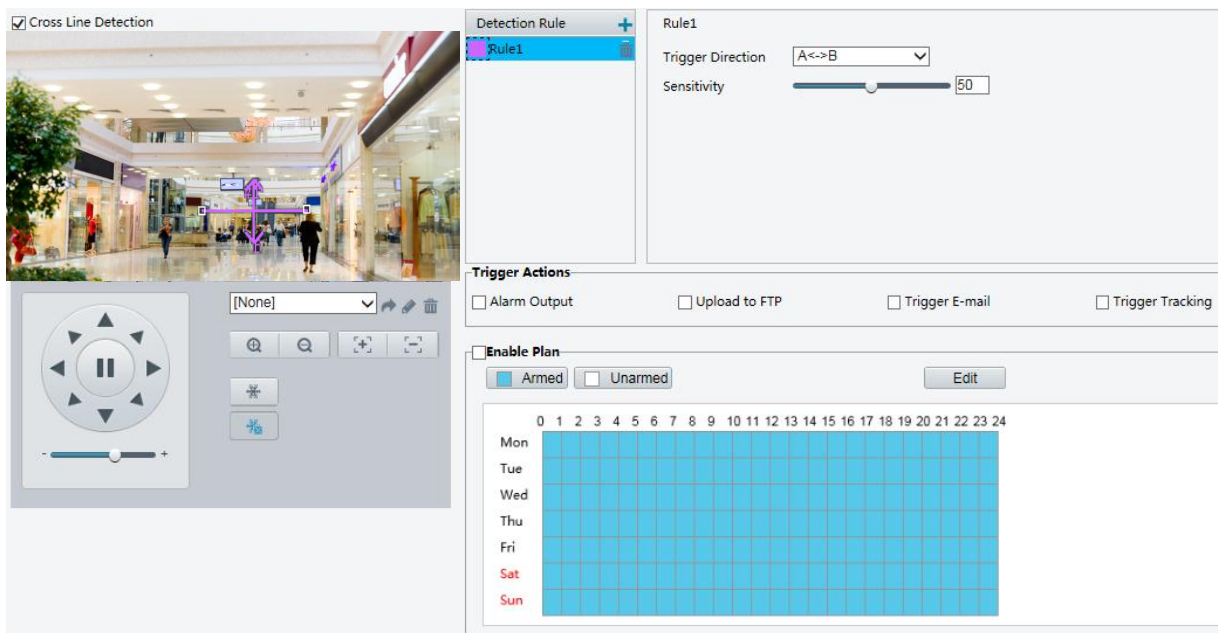 Cross Line Detection
Detection Rule
Rule1
Rule1
Trigger Direction A<->B
Sensitivity 50
[None]
- +
Trigger Actions
Alarm Output Upload to FTP Trigger E-mail Trigger Tracking
Enable Plan
Armed Unarmed Edit
0 1 2 3 4 5 6 7 8 9 10 11 12 13 14 15 16 17 18 19 20 21 22 23 24
Mon
Tue
Wed
Thu
Fri
Sat
Sun